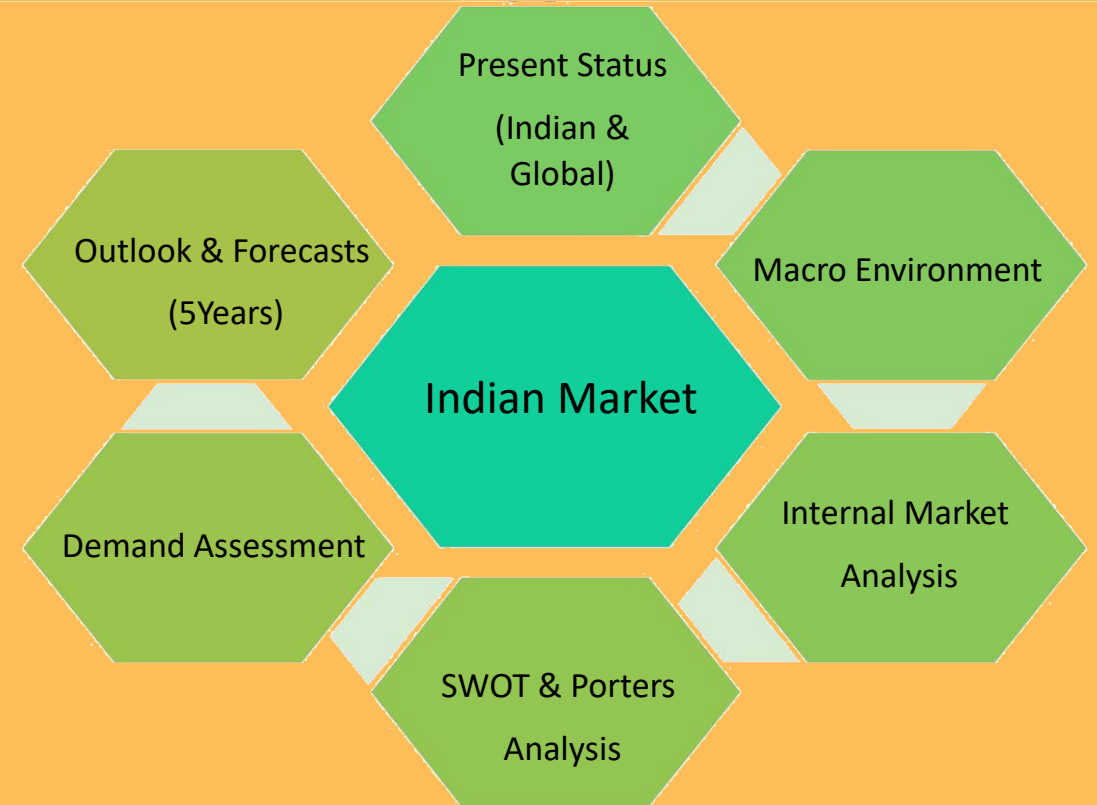 Present Status
(Indian &
Global)
Macro Environment
Internal Market
Analysis
SWOT & Porters
Analysis
Demand Assessment
Outlook & Forecasts
(5Years)
Indian Market